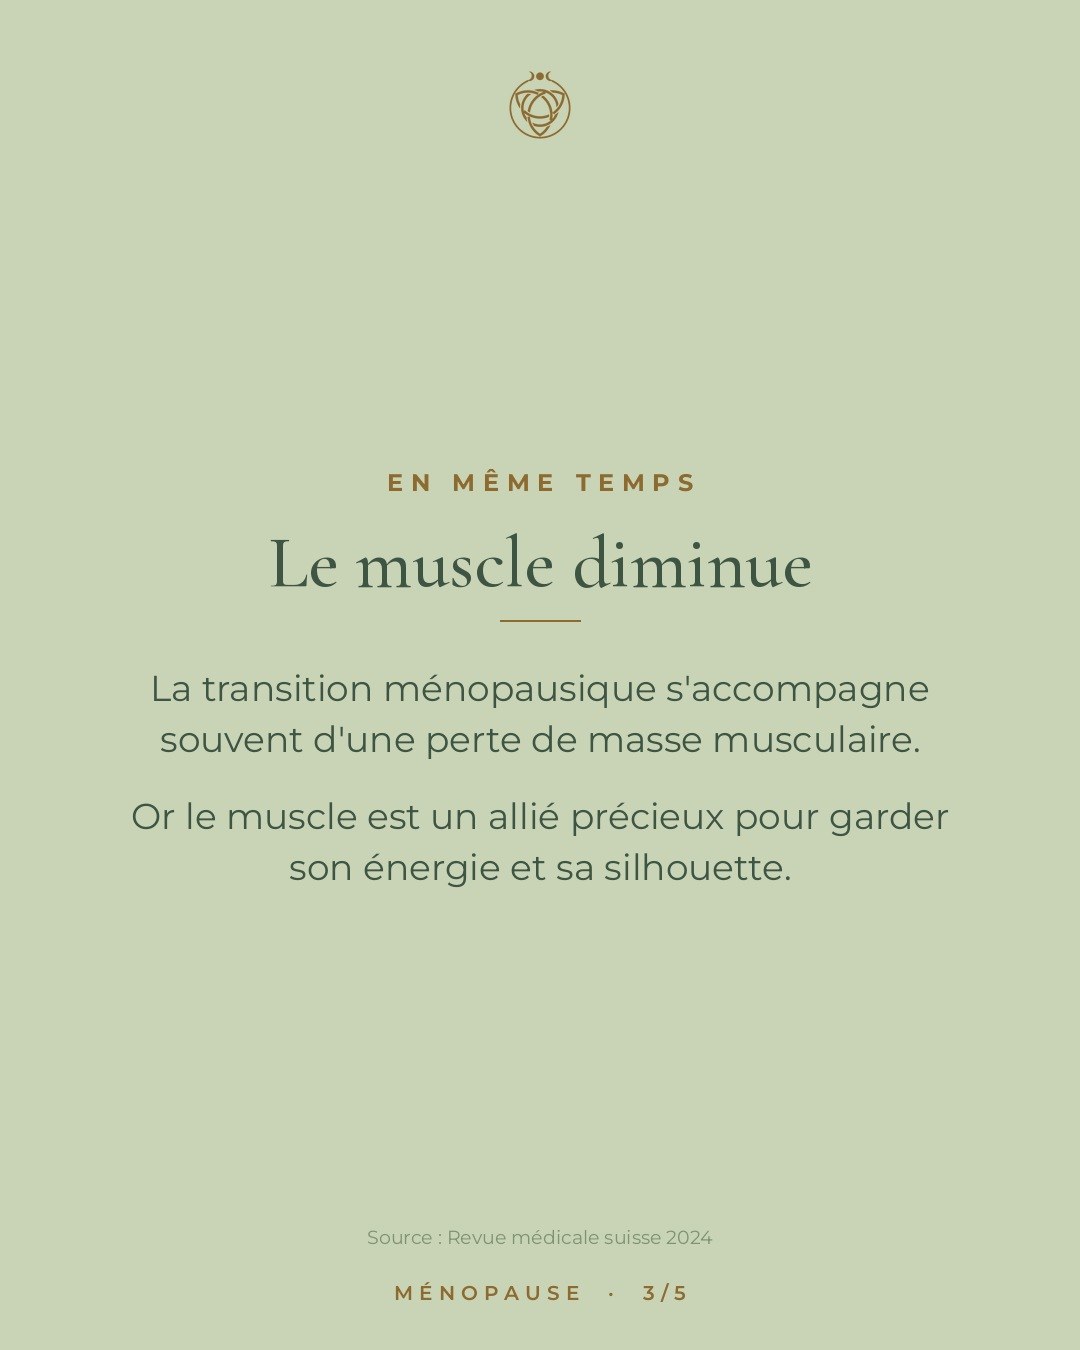 EN MÊME TEMPS
Le muscle diminue
La transition ménopausique s'accompagne
souvent d'une perte de masse musculaire.
Or le muscle est un allié précieux pour garder
son énergie et sa silhouette.
Source : Revue médicale suisse 2024
MÉNOPAUSE · 3/5